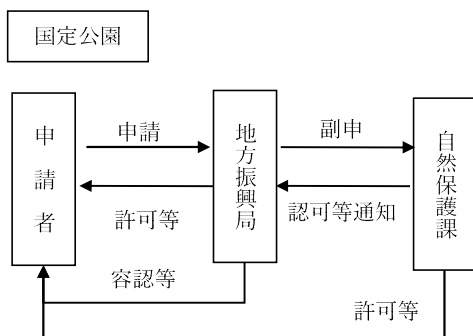 国定公園
申請者
申請
許可等
容認等
地方振興局
副申
認可等通知
許可等
自然保護課